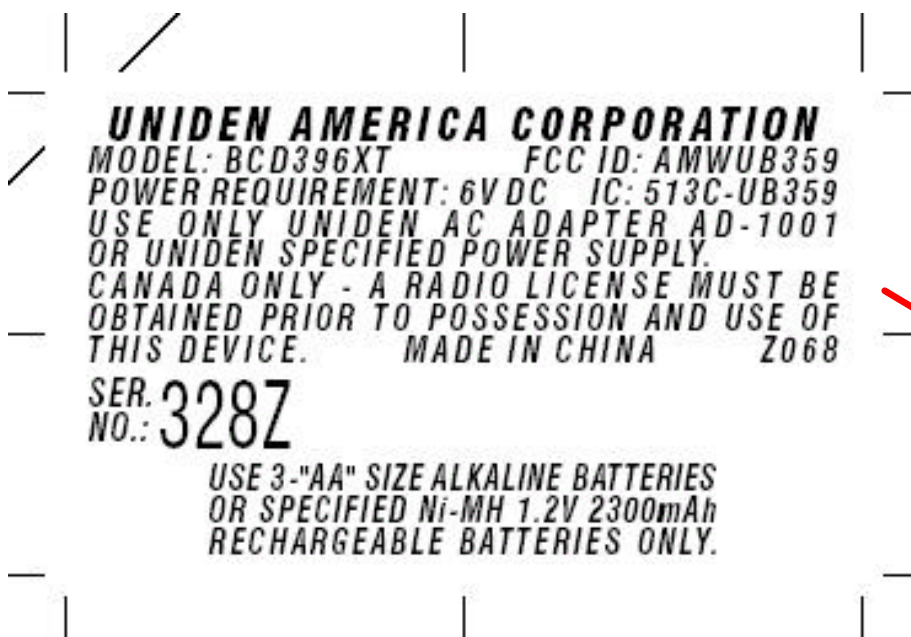 UNIDEN AMERICA CORPORATION
MODEL: BCD396XT FCC ID: AMWUB359
POWER REQUIREMENT: 6V DC IC: 513C-UB359
USE ONLY UNIDEN AC ADAPTER AD-1001
OR UNIDEN SPECIFIED POWER SUPPLY.
CANADA ONLY - A RADIO LICENSE MUST BE
OBTAINED PRIOR TO POSSESSION AND USE OF
THIS DEVICE. MADE IN CHINA Z068
SER.
NO.: 328Z
USE 3-"AA" SIZE ALKALINE BATTERIES
OR SPECIFIED Ni-MH 1.2V 2300mAh
RECHARGEABLE BATTERIES ONLY.